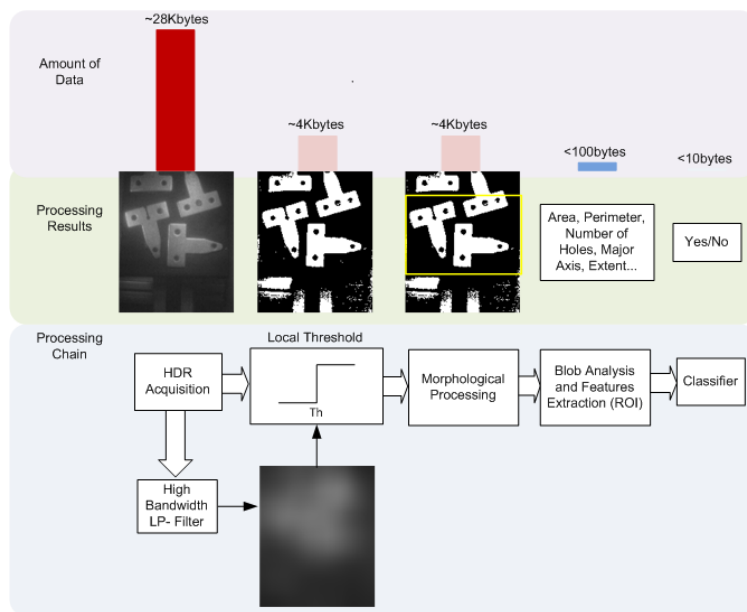 ~28Kbytes
Amount of
Data
~4Kbytes
~4Kbytes
<100bytes
<10bytes
Processing
Results
Area, Perimeter,
Number of
Holes, Major
Axis, Extent...
Yes/No
Processing
Chain
Local Threshold
HDR
Acquisition
Th
Morphological
Processing
Blob Analysis
and Features
Extraction (ROI)
Classifier
High
Bandwidth
LP- Filter